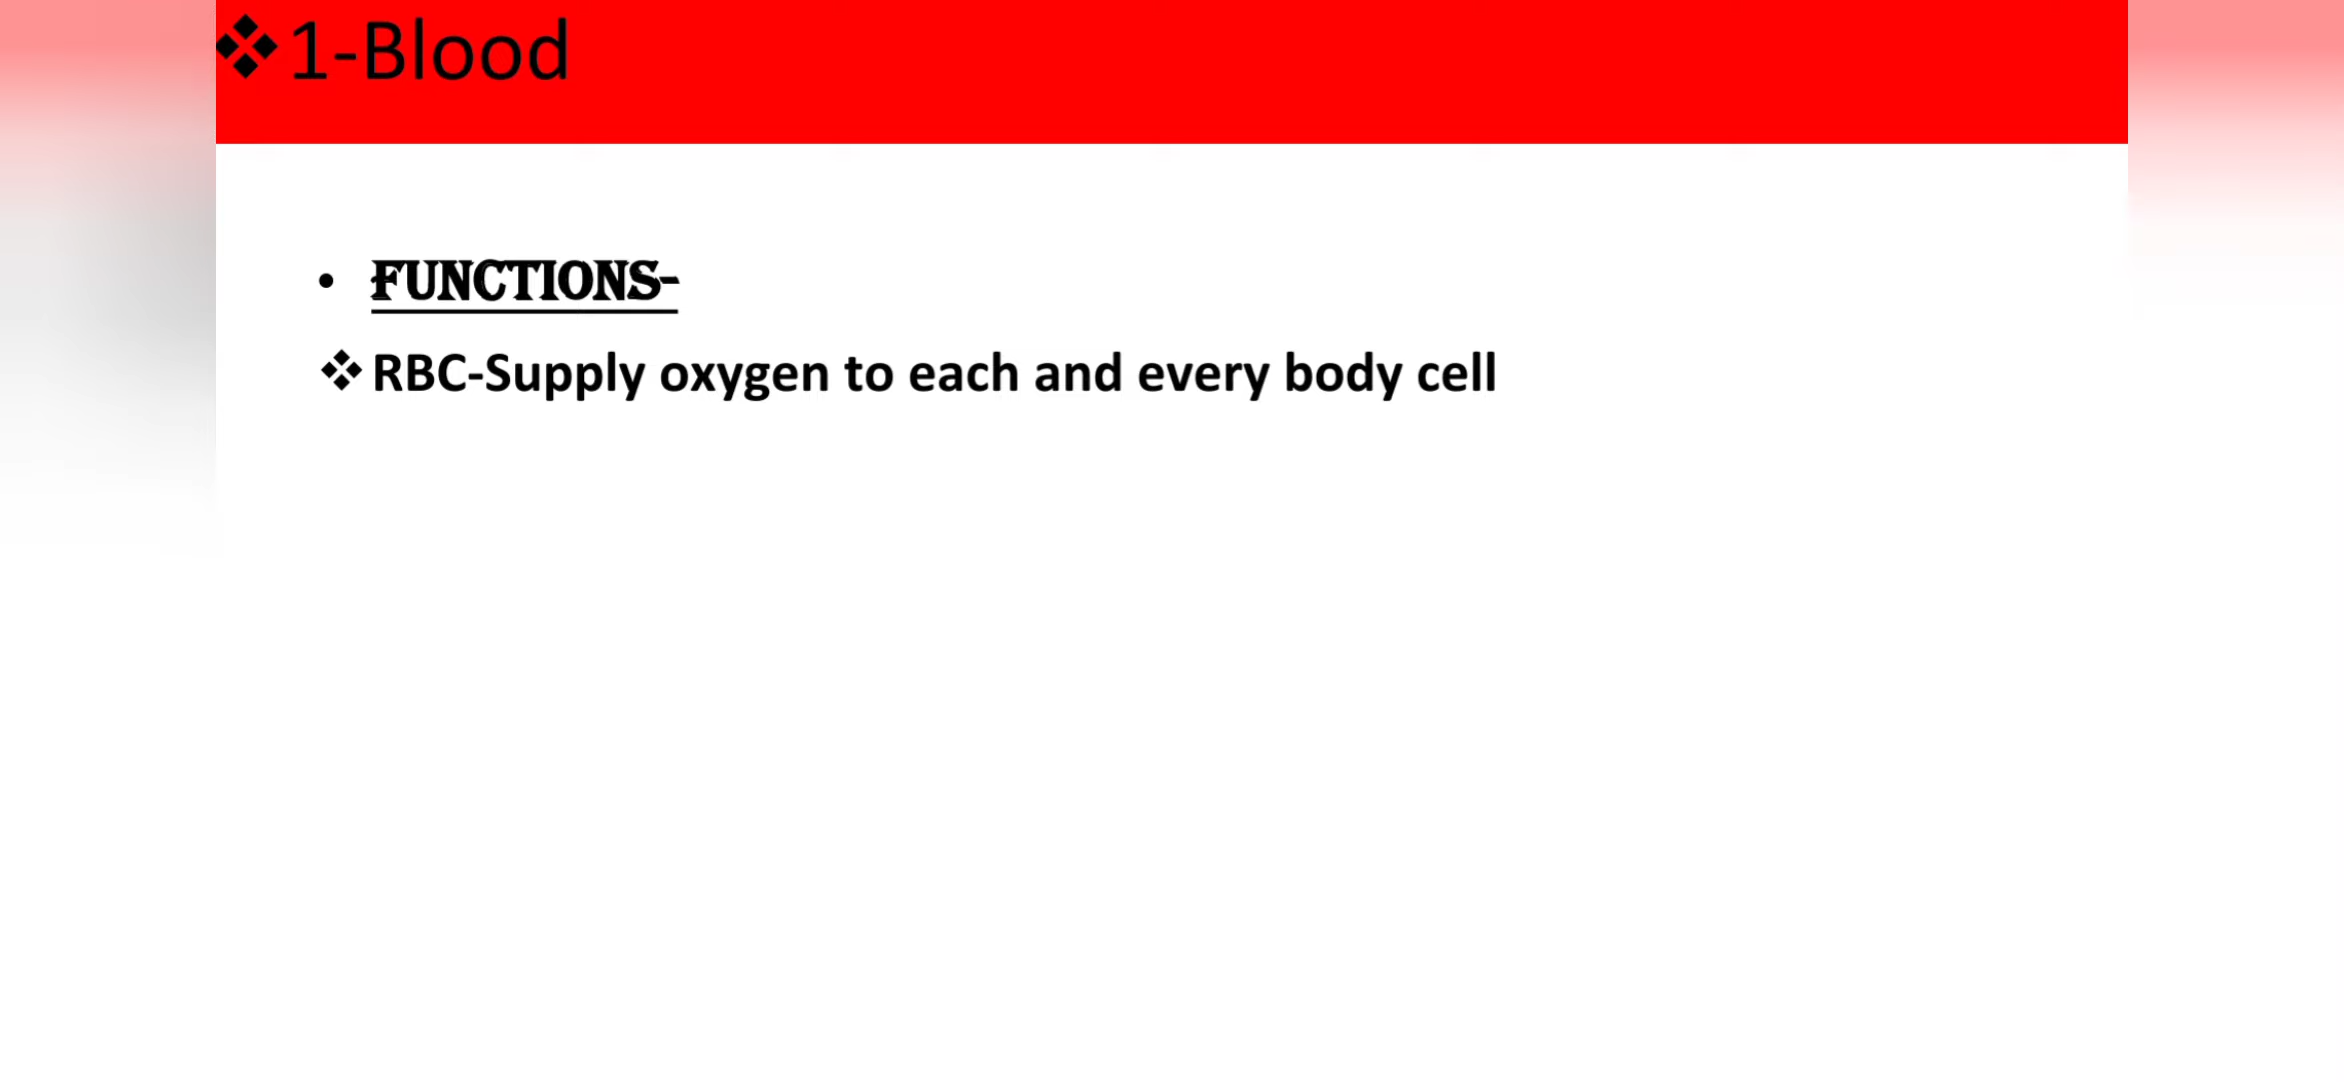 ❖1-Blood
• FUNCTIONS-
❖RBC-Supply oxygen to each and every body cell